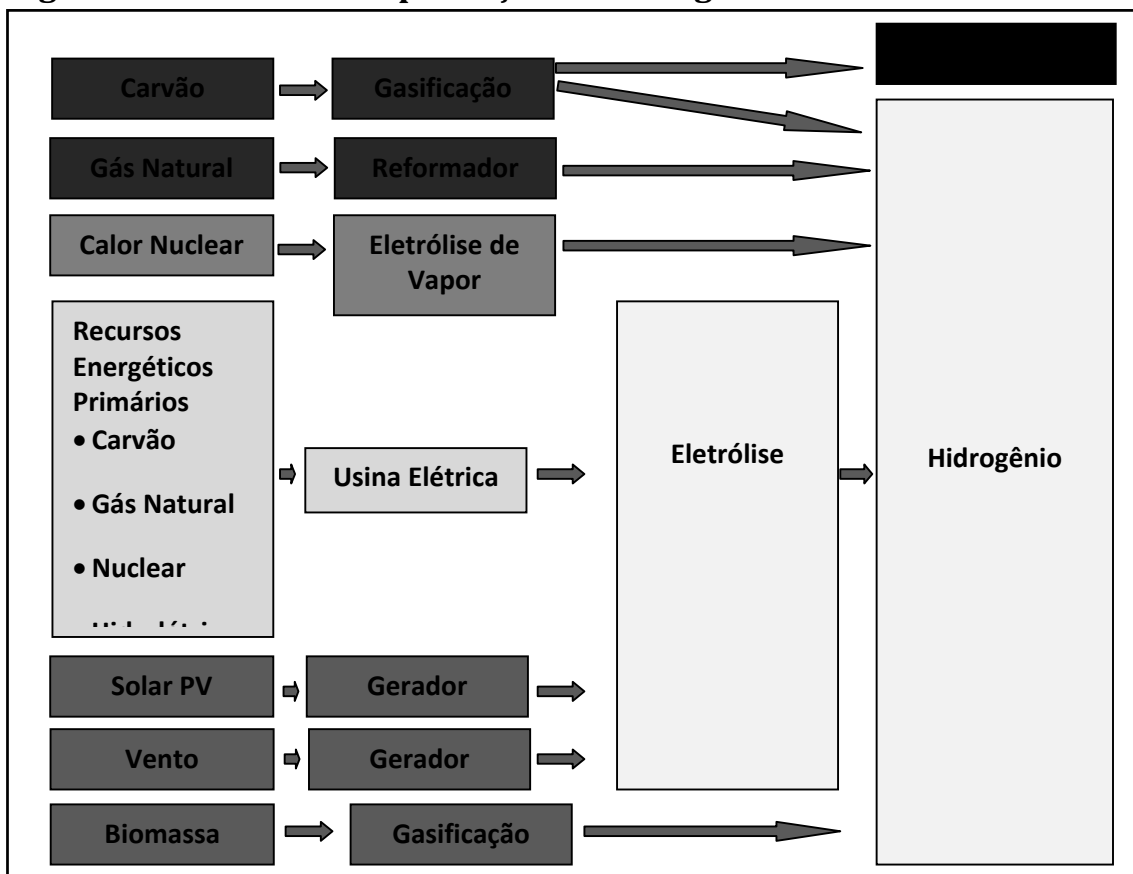 Carvão
Gasificação
Gás Natural
Reformador
Calor Nuclear
Eletrólise de
Vapor
Recursos
Energéticos
Primários
• Carvão
• Gás Natural
• Nuclear
Usina Elétrica
Eletrólise
Hidrogênio
Solar PV
Gerador
Vento
Gerador
Biomassa
Gasificação